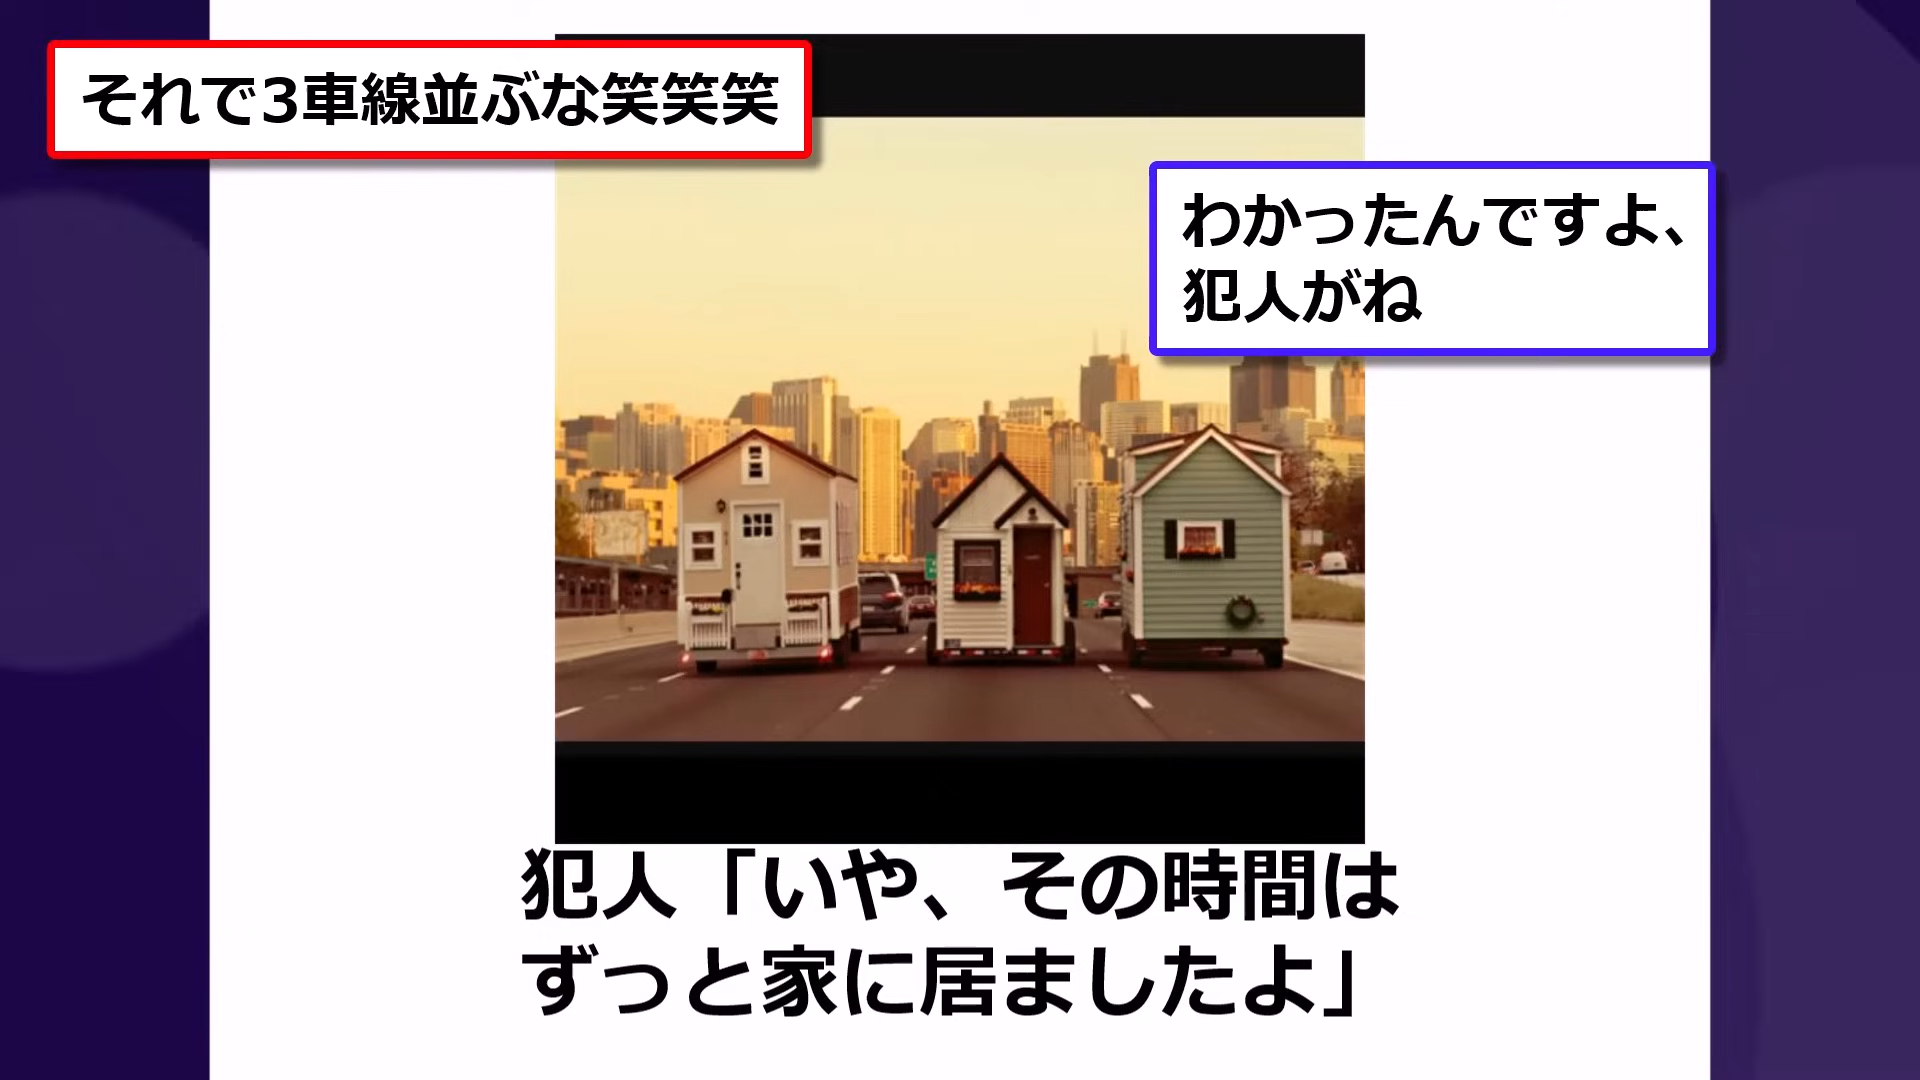 それで3車線並ぶな笑笑笑
わかったんですよ、
犯人がね
犯人「いや、その時間は
ずっと家に居ましたよ」